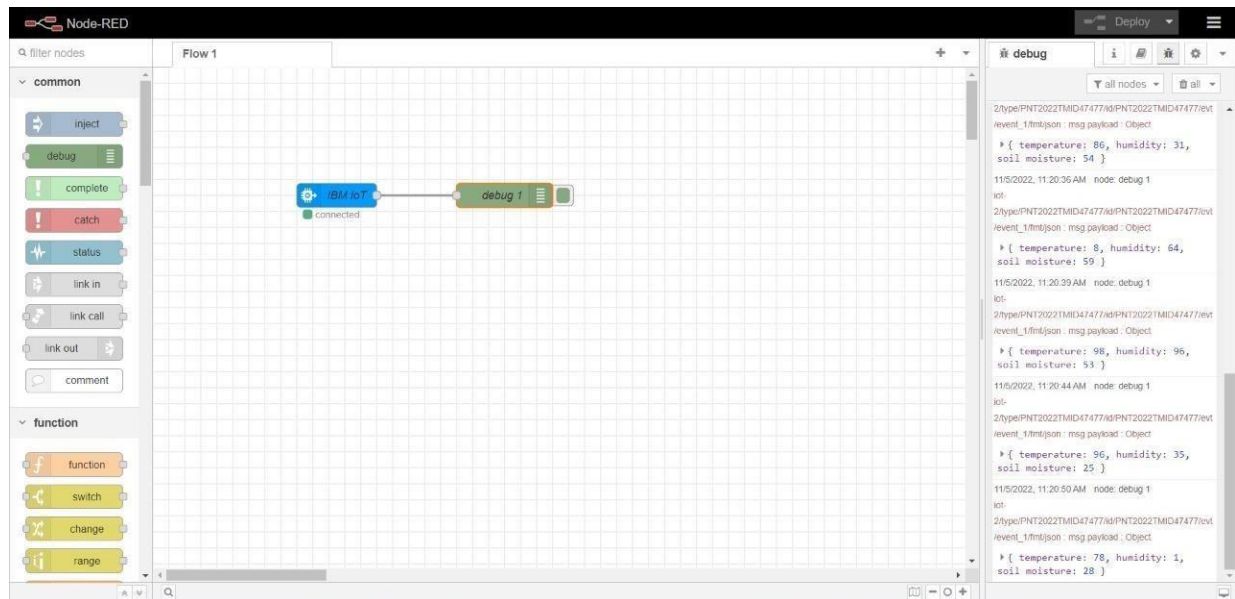 Node-RED
Deploy
filter nodes
Flow 1
debug
i
all nodes
all
common
inject
debug
complete
catch
status
link in
link call
link out
comment
function
function
switch
change
range
IBM IoT
connected
debug 1
2/type/PNT2022TMID47477/id/PNT2022TMID47477/evt
/event_1/fmt/json : msg.payload : Object
{ temperature: 86, humidity: 31,
soil moisture: 54 }
11/5/2022, 11:20:36 AM node: debug 1
iot-
2/type/PNT2022TMID47477/id/PNT2022TMID47477/evt
/event_1/fmt/json : msg.payload : Object
{ temperature: 8, humidity: 64,
soil moisture: 59 }
11/5/2022, 11:20:39 AM node: debug 1
iot-
2/type/PNT2022TMID47477/id/PNT2022TMID47477/evt
/event_1/fmt/json : msg.payload : Object
{ temperature: 98, humidity: 96,
soil moisture: 53 }
11/5/2022, 11:20:44 AM node: debug 1
iot-
2/type/PNT2022TMID47477/id/PNT2022TMID47477/evt
/event_1/fmt/json : msg.payload : Object
{ temperature: 96, humidity: 35,
soil moisture: 25 }
11/5/2022, 11:20:50 AM node: debug 1
iot-
2/type/PNT2022TMID47477/id/PNT2022TMID47477/evt
/event_1/fmt/json : msg.payload : Object
{ temperature: 78, humidity: 1,
soil moisture: 28 }